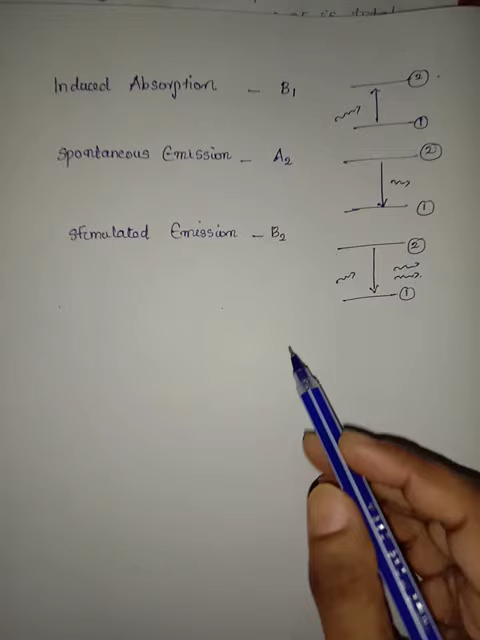 Induced Absorption - B1 2
1
Spontaneous Emission - A2 2
1
Stimulated Emission - B2 2
1